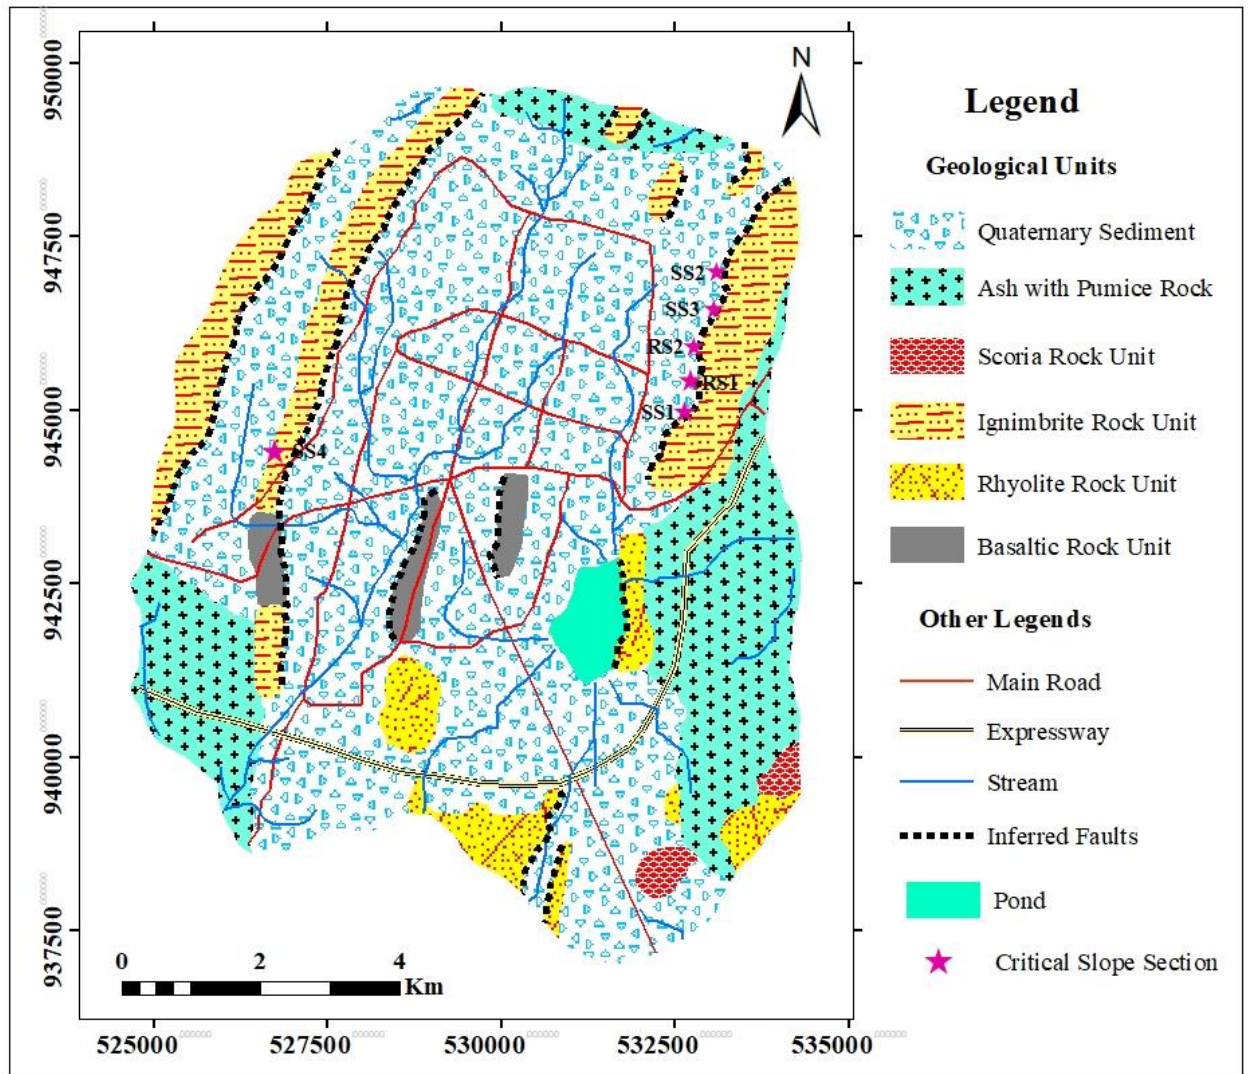 N
Legend
Geological Units
Quaternary Sediment
Ash with Pumice Rock
Scoria Rock Unit
Ignimbrite Rock Unit
Rhyolite Rock Unit
Basaltic Rock Unit
Other Legends
Main Road
Expressway
Stream
Inferred Faults
Pond
Critical Slope Section
SS2
SS3
RS2
RS1
SS1
SS4
950000
947500
945000
942500
940000
937500
0 2 4
Km
525000 527500 530000 532500 535000